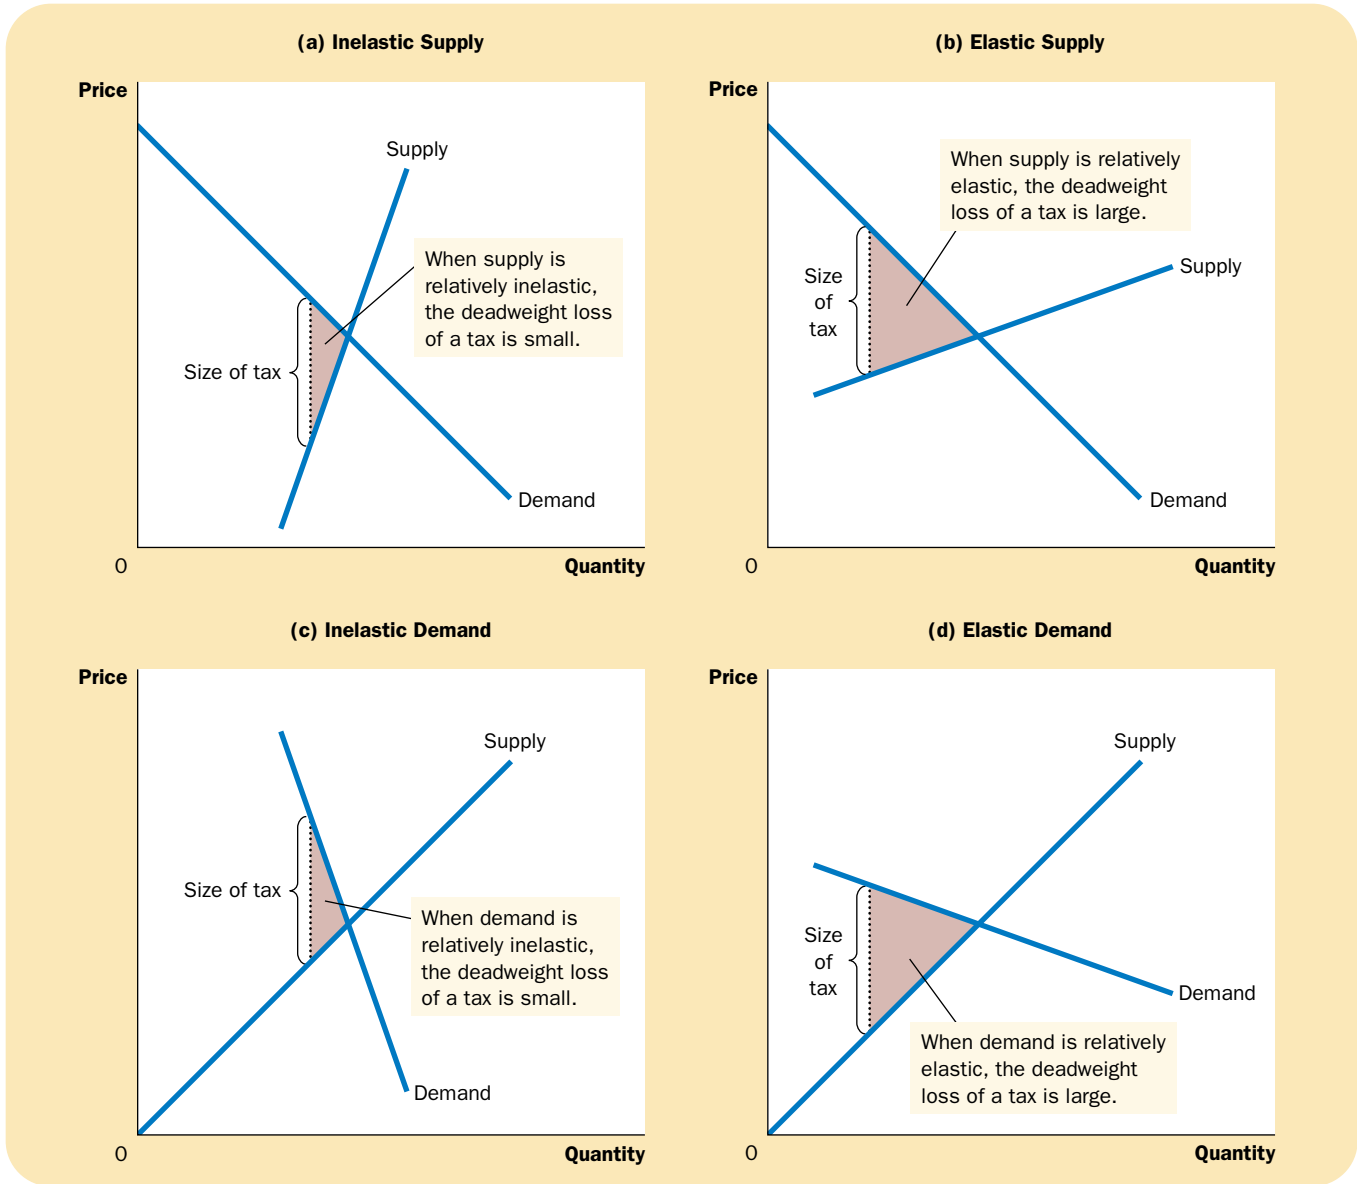 (a) Inelastic Supply
Price
Supply
When supply is
relatively inelastic,
the deadweight loss
of a tax is small.
Size of tax
Demand
0
Quantity
(b) Elastic Supply
Price
When supply is relatively
elastic, the deadweight
loss of a tax is large.
Size
of
tax
Supply
Demand
0
Quantity
(c) Inelastic Demand
Price
Supply
Size of tax
When demand is
relatively inelastic,
the deadweight loss
of a tax is small.
Demand
0
Quantity
(d) Elastic Demand
Price
Supply
Size
of
tax
Demand
When demand is relatively
elastic, the deadweight
loss of a tax is large.
0
Quantity